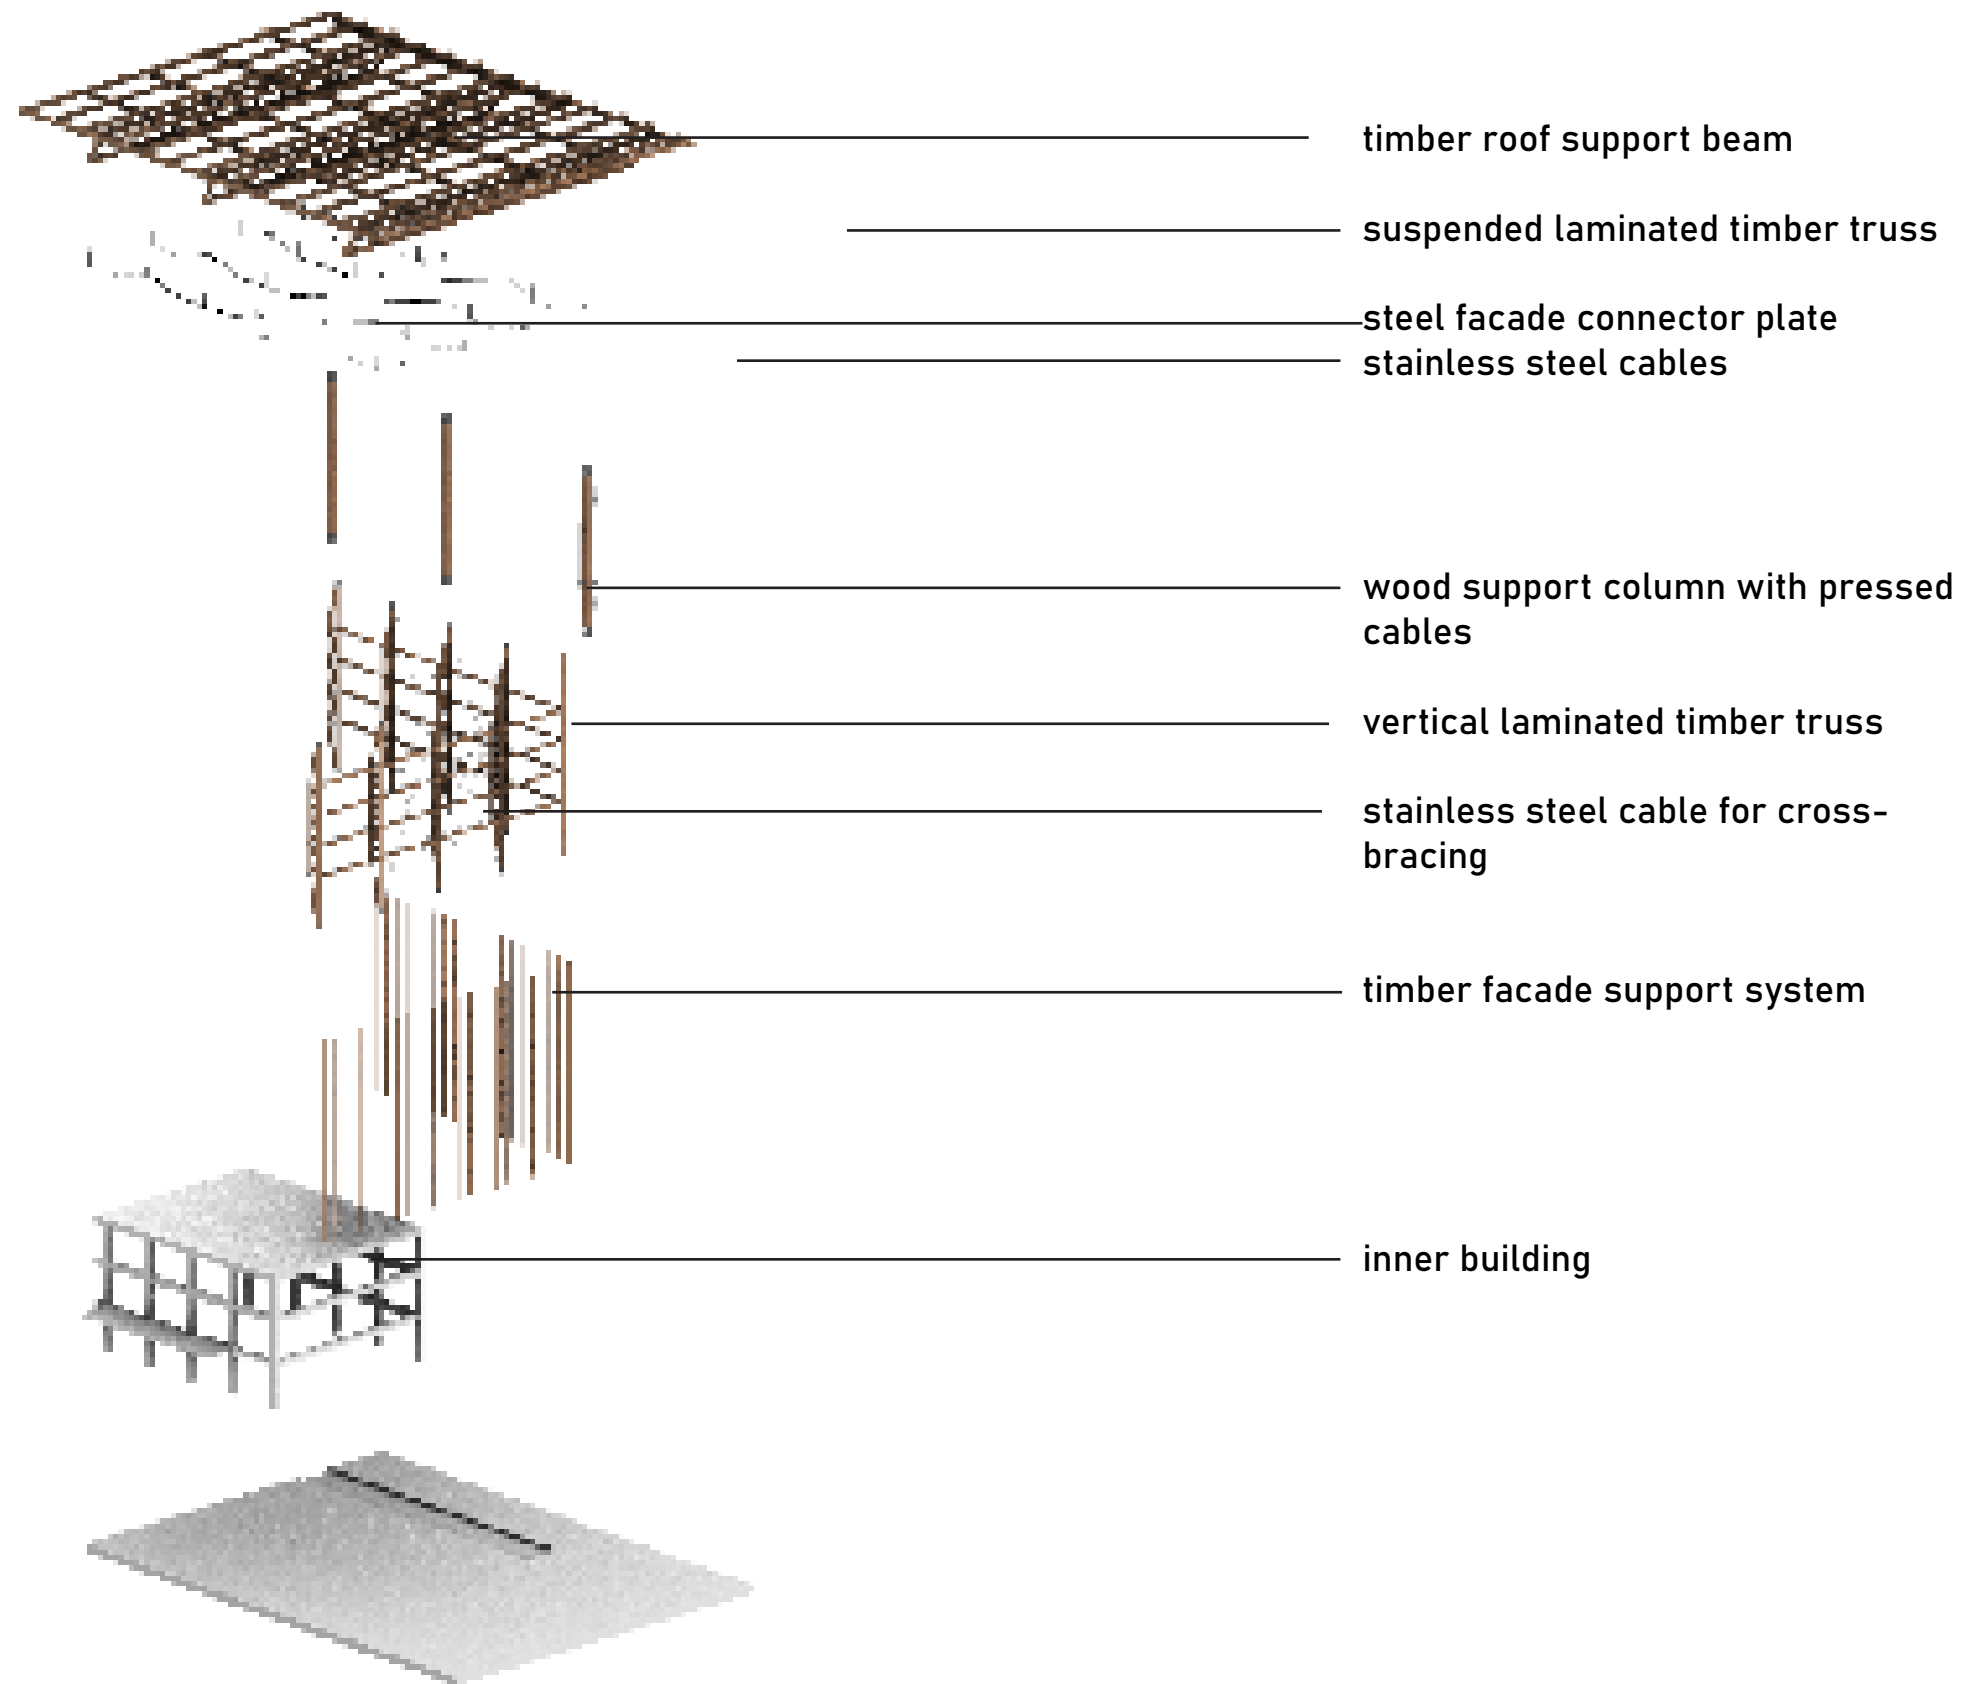 timber roof support beam
suspended laminated timber truss
steel facade connector plate
stainless steel cables
wood support column with pressed
cables
vertical laminated timber truss
stainless steel cable for cross-
bracing
timber facade support system
inner building